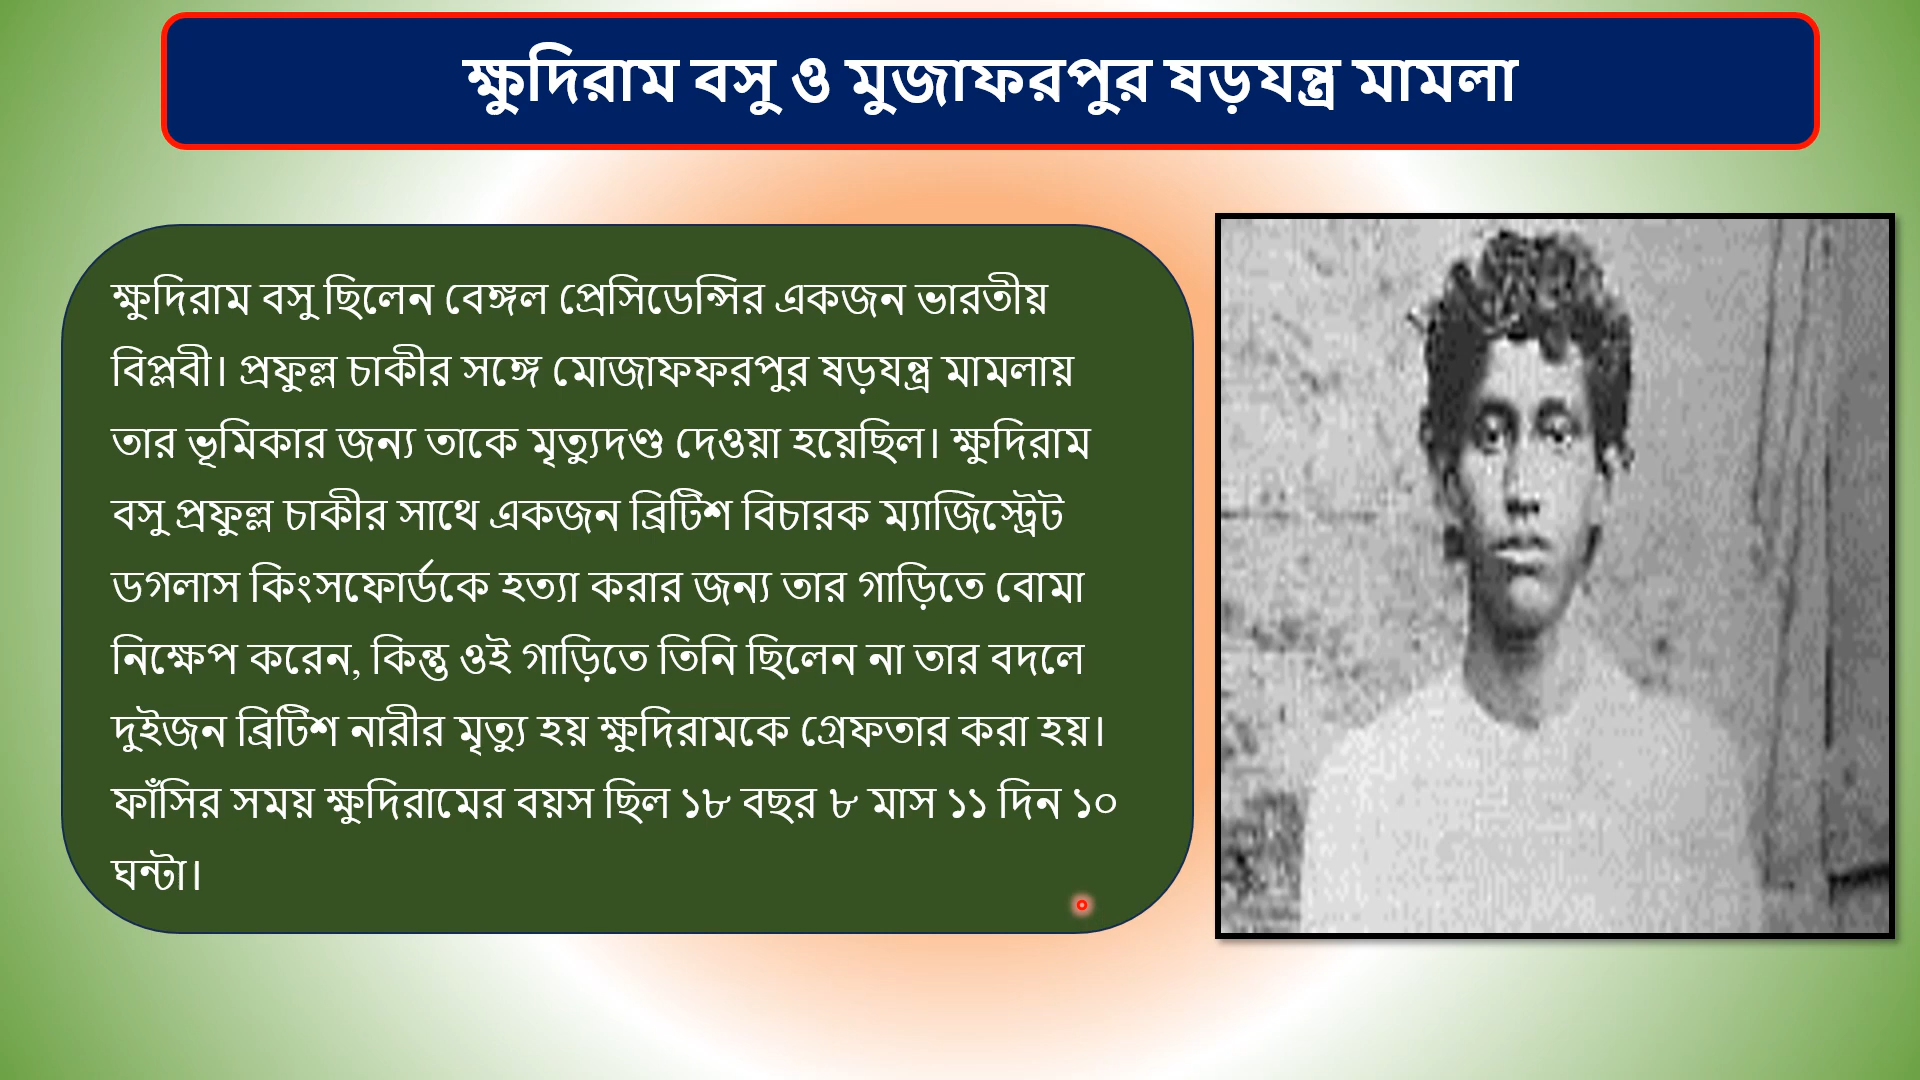 ক্ষুদিরাম বসু ও মুজাফরপুর ষড়যন্ত্র মামলা
ক্ষুদিরাম বসু ছিলেন বেঙ্গল প্রেসিডেন্সির একজন ভারতীয়
বিপ্লবী। প্রফুল্ল চাকীর সঙ্গে মোজাফফরপুর ষড়যন্ত্র মামলায়
তার ভূমিকার জন্য তাকে মৃত্যুদণ্ড দেওয়া হয়েছিল। ক্ষুদিরাম
বসু প্রফুল্ল চাকীর সাথে একজন ব্রিটিশ বিচারক ম্যাজিস্ট্রেট
ডগলাস কিংসফোর্ডকে হত্যা করার জন্য তার গাড়িতে বোমা
নিক্ষেপ করেন, কিন্তু ওই গাড়িতে তিনি ছিলেন না তার বদলে
দুইজন ব্রিটিশ নারীর মৃত্যু হয় ক্ষুদিরামকে গ্রেফতার করা হয়।
ফাঁসির সময় ক্ষুদিরামের বয়স ছিল ১৮ বছর ৮ মাস ১১ দিন ১০
ঘন্টা।